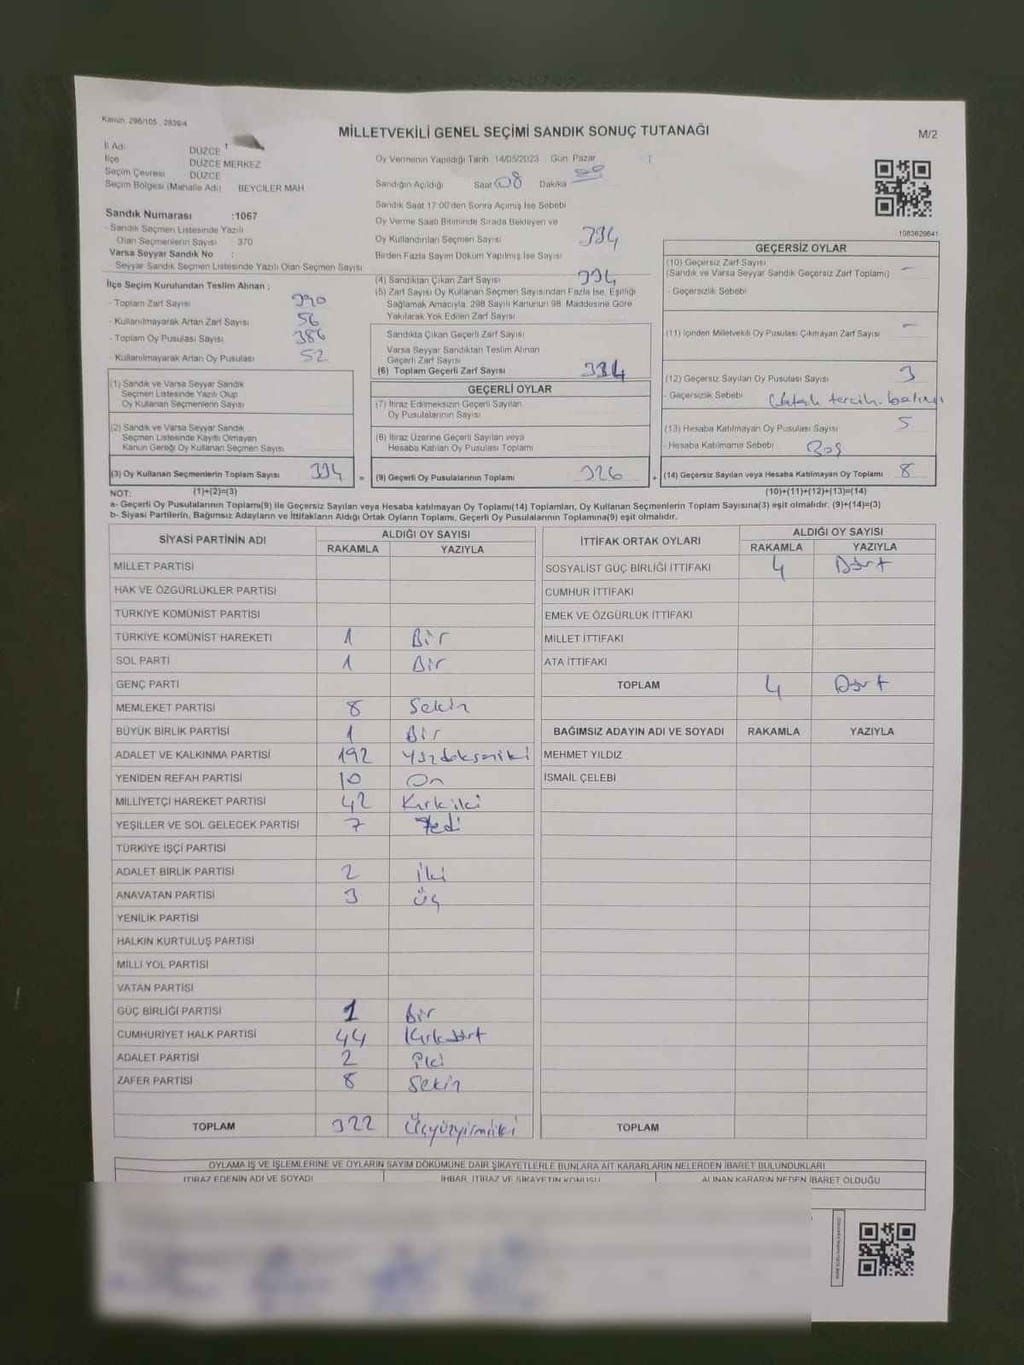 Kanun. 298/105 . 2839/4
MİLLETVEKİLİ GENEL SEÇİMİ SANDIK SONUÇ TUTANAĞI
M/2
İl Adı DÜZCE
İlçe DÜZCE MERKEZ
Seçim Çevresi DÜZCE
Seçim Bölgesi (Mahalle Adı) BEYCİLER MAH
Sandık Numarası :1067
- Sandık Seçmen Listesinde Yazılı
Olan Seçmenlerin Sayısı 370
Varsa Seyyar Sandık No :
Seyyar Sandık Seçmen Listesinde Yazılı Olan Seçmen Sayısı
İlçe Seçim Kurulundan Teslim Alınan ;
- Toplam Zarf Sayısı 390
- Kullanılmayarak Artan Zarf Sayısı 56
- Toplam Oy Pusulası Sayısı 386
- Kullanılmayarak Artan Oy Pusulası 52
(1) Sandık ve Varsa Seyyar Sandık
Seçmen Listesinde Yazılı Olup
Oy Kullanan Seçmenlerin Sayısı
(2) Sandık ve Varsa Seyyar Sandık
Seçmen Listesinde Kayıtlı Olmayan
Kanun Gereği Oy Kullanan Seçmen Sayısı
(3) Oy Kullanan Seçmenlerin Toplam Sayısı 334
Oy Vermenin Yapıldığı Tarih 14/05/2023 Gün: Pazar
Sandığın Açıldığı Saat 08 Dakika 00
Sandık Saat 17:00'den Sonra Açılmış İse Sebebi
Oy Verme Saati Bitiminde Sırada Bekleyen ve
Oy Kullandırılan Seçmen Sayısı 334
Birden Fazla Sayım Döküm Yapılmış İse Sayısı
(4) Sandıktan Çıkan Zarf Sayısı 334
(5) Zarf Sayısı Oy Kullanan Seçmen Sayısından Fazla İse, Eşitliği
Sağlamak Amacıyla, 298 Sayılı Kanunun 98. Maddesine Göre
Yakılarak Yok Edilen Zarf Sayısı
Sandıkta Çıkan Geçerli Zarf Sayısı
Varsa Seyyar Sandıktan Teslim Alınan
Geçerli Zarf Sayısı
(6) Toplam Geçerli Zarf Sayısı 334
GEÇERLİ OYLAR
(7) İtiraz Edilmeksizin Geçerli Sayılan
Oy Pusulalarının Sayısı
(8) İtiraz Üzerine Geçerli Sayılan veya
Hesaba Katılan Oy Pusulaları Toplamı
= (9) Geçerli Oy Pusulalarının Toplamı 326 +
1083629641
GEÇERSİZ OYLAR
(10) Geçersiz Zarf Sayısı -
(Sandık ve Varsa Seyyar Sandık Geçersiz Zarf Toplamı)
- Geçersizlik Sebebi
(11) İçinden Milletvekili Oy Pusulası Çıkmayan Zarf Sayısı -
(12) Geçersiz Sayılan Oy Pusulası Sayısı 3
- Geçersizlik Sebebi tercih
(13) Hesaba Katılmayan Oy Pusulası Sayısı 5
- Hesaba Katılmama Sebebi Boş
(14) Geçersiz Sayılan veya Hesaba Katılmayan Oy Toplamı 8
NOT: (1)+(2)=(3) (10)+(11)+(12)+(13)=(14)
a- Geçerli Oy Pusulalarının Toplamı(9) ile Geçersiz Sayılan veya Hesaba katılmayan Oy Toplamı(14) Toplamları, Oy Kullanan Seçmenlerin Toplam Sayısına(3) eşit olmalıdır. (9)+(14)=(3)
b- Siyasi Partilerin, Bağımsız Adayların ve İttifakların Aldığı Ortak Oyların Toplamı, Geçerli Oy Pusulalarının Toplamına(9) eşit olmalıdır.
SİYASİ PARTİNİN ADI ALDIĞI OY SAYISI
RAKAMLA YAZIYLA
MİLLET PARTİSİ
HAK VE ÖZGÜRLÜKLER PARTİSİ
TÜRKİYE KOMÜNİST PARTİSİ
TÜRKİYE KOMÜNİST HAREKETİ 1 Bir
SOL PARTİ 1 Bir
GENÇ PARTİ
MEMLEKET PARTİSİ 8 Sekiz
BÜYÜK BİRLİK PARTİSİ 1 Bir
ADALET VE KALKINMA PARTİSİ 192 Yüzdoksaniki
YENİDEN REFAH PARTİSİ 10 On
MİLLİYETÇİ HAREKET PARTİSİ 42 Kırkiki
YEŞİLLER VE SOL GELECEK PARTİSİ 7 Yedi
TÜRKİYE İŞÇİ PARTİSİ
ADALET BİRLİK PARTİSİ 2 İki
ANAVATAN PARTİSİ 3 Üç
YENİLİK PARTİSİ
HALKIN KURTULUŞ PARTİSİ
MİLLİ YOL PARTİSİ
VATAN PARTİSİ
GÜÇ BİRLİĞİ PARTİSİ 1 Bir
CUMHURİYET HALK PARTİSİ 44 Kırkdört
ADALET PARTİSİ 2 İki
ZAFER PARTİSİ 8 Sekiz
TOPLAM 322 Üçyüzyirmiiki
İTTİFAK ORTAK OYLARI ALDIĞI OY SAYISI
RAKAMLA YAZIYLA
SOSYALİST GÜÇ BİRLİĞİ İTTİFAKI 4 Dört
CUMHUR İTTİFAKI
EMEK VE ÖZGÜRLÜK İTTİFAKI
MİLLET İTTİFAKI
ATA İTTİFAKI
TOPLAM 4 Dört
BAĞIMSIZ ADAYIN ADI VE SOYADI RAKAMLA YAZIYLA
MEHMET YILDIZ
İSMAİL ÇELEBİ
TOPLAM
OYLAMA İŞ VE İŞLEMLERİNE VE OYLARIN SAYIM DÖKÜMÜNE DAİR ŞİKAYETLERLE BUNLARA AİT KARARLARIN NELERDEN İBARET BULUNDUKLARI
İTİRAZ EDENİN ADI VE SOYADI İHBAR, İTİRAZ VE ŞİKAYETİN KONUSU ALINAN KARARIN NEDEN İBARET OLDUĞU